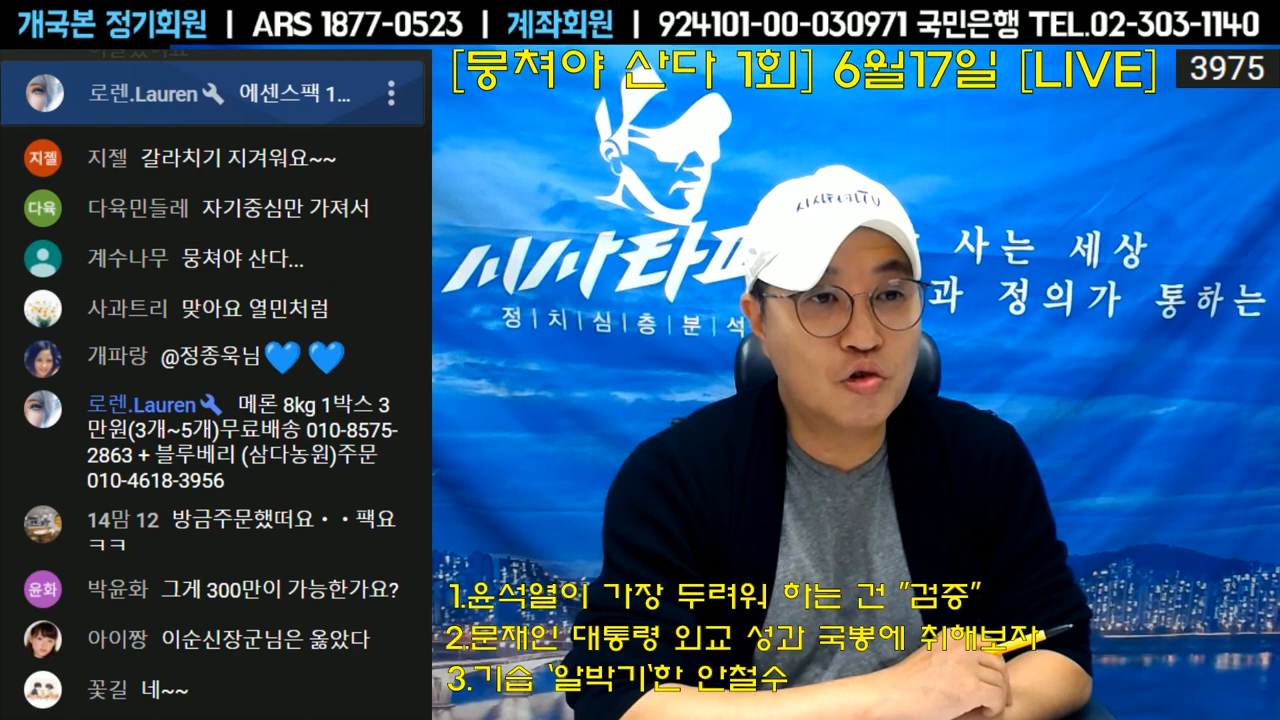 개국본 정기회원 | ARS 1877-0523 | 계좌회원 | 924101-00-030971 국민은행 TEL.02-303-1140
[뭉쳐야 산다 1회] 6월17일 [LIVE]
3975
로렌.Lauren 에센스팩 1...
지젤 지젤 갈라치기 지겨워요~~
다육 다육민들레 자기중심만 가져서
계수나무 뭉쳐야 산다...
사과트리 맞아요 열민처럼
개파랑 @정종욱님💙💙
로렌.Lauren 메론 8kg 1박스 3
만원(3개~5개)무료배송 010-8575-
2863 + 블루베리 (삼다농원)주문
010-4618-3956
14맘 12 방금주문했떠요··팩요
ㅋㅋ
윤화 박윤화 그게 300만이 가능한가요?
아이짱 이순신장군님은 옳았다
꽃길 네~~
시사타파TV
시사타파
정|치|심|층|분|석
사는 세상
과 정의가 통하는
1.윤석열이 가장 두려워 하는 건 "검증"
2.문재인 대통령 외교 성과 국뽕에 취해보자
3.기습 '알박기'한 안철수